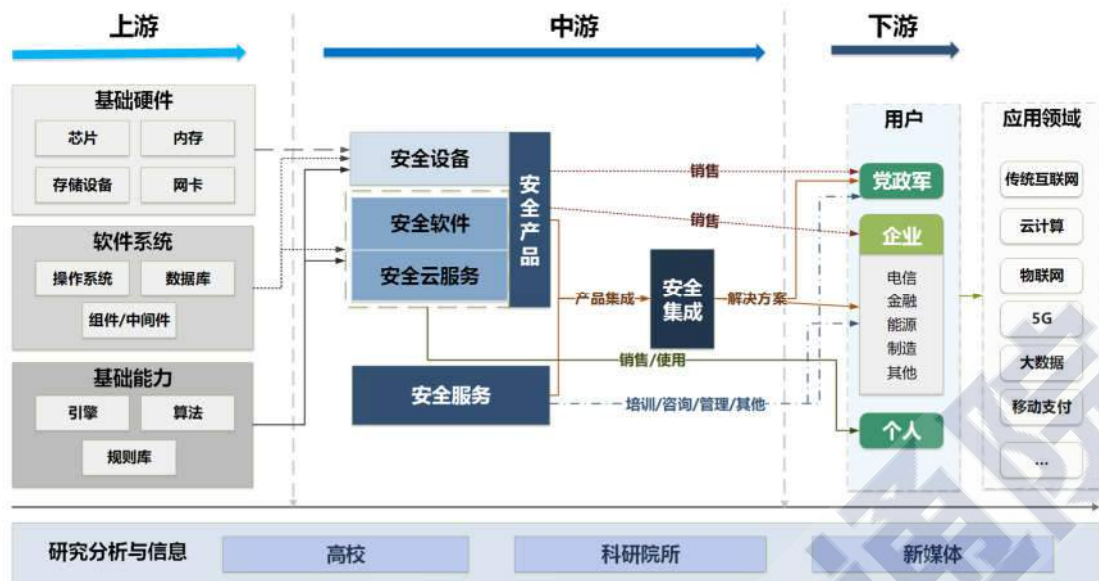 上游
中游
下游
基础硬件
芯片
内存
存储设备
网卡
软件系统
操作系统
数据库
组件/中间件
基础能力
引擎
算法
规则库
安全设备
安全软件
安全云服务
安全产品
安全服务
产品集成
安全
集成
解决方案
销售
销售
销售/使用
培训/咨询/管理/其他
用户
党政军
企业
电信
金融
能源
制造
其他
个人
应用领域
传统互联网
云计算
物联网
5G
大数据
移动支付
...
研究分析与信息
高校
科研院所
新媒体